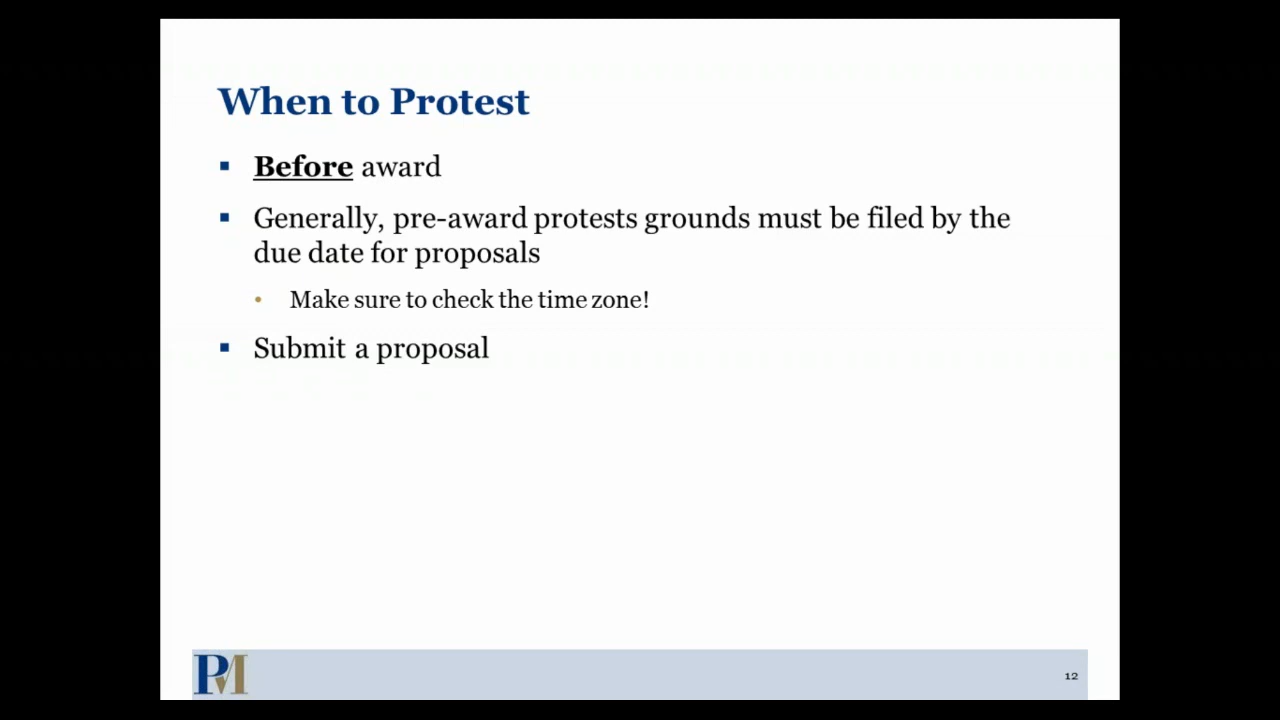 When to Protest
Before award
Generally, pre-award protests grounds must be filed by the
due date for proposals
Make sure to check the time zone!
Submit a proposal
PM
12